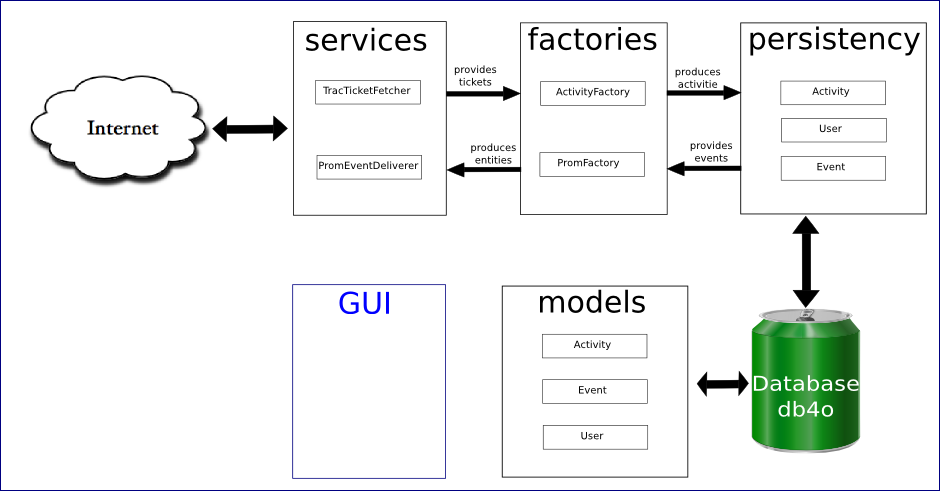 services
factories
persistency
provides
tickets
produces
activitie
TracTicketFetcher
ActivityFactory
Activity
Internet
User
produces
entities
provides
events
PromEventDeliverer
PromFactory
Event
GUI
models
Activity
Event
User
Database
db4o